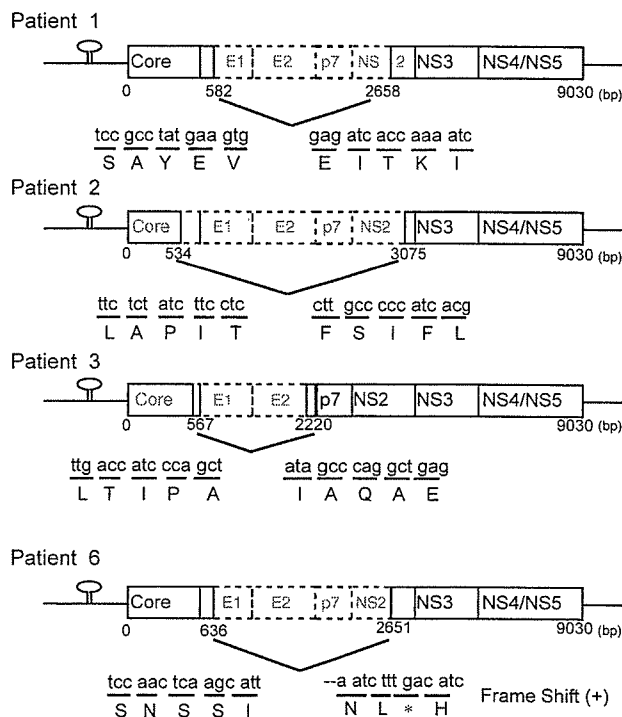 Patient 1
Core E1 E2 p7 NS 2 NS3 NS4/NS5
0 582 2658 9030 (bp)
tcc gcc tat gaa gtg gag atc acc aaa atc
S A Y E V E I T K I
Patient 2
Core E1 E2 p7 NS2 NS3 NS4/NS5
0 534 3075 9030 (bp)
ttc tct atc ttc ctc ctt gcc ccc atc acg
L A P I T F S I F L
Patient 3
Core E1 E2 p7 NS2 NS3 NS4/NS5
0 567 2220 9030 (bp)
ttg acc atc cca gct ata gcc cag gct gag
L T I P A I A Q A E
Patient 6
Core E1 E2 p7 NS2 NS3 NS4/NS5
0 636 2651 9030 (bp)
tcc aac tca agc att --a atc ttt gac atc
S N S S I N L * H Frame Shift (+)